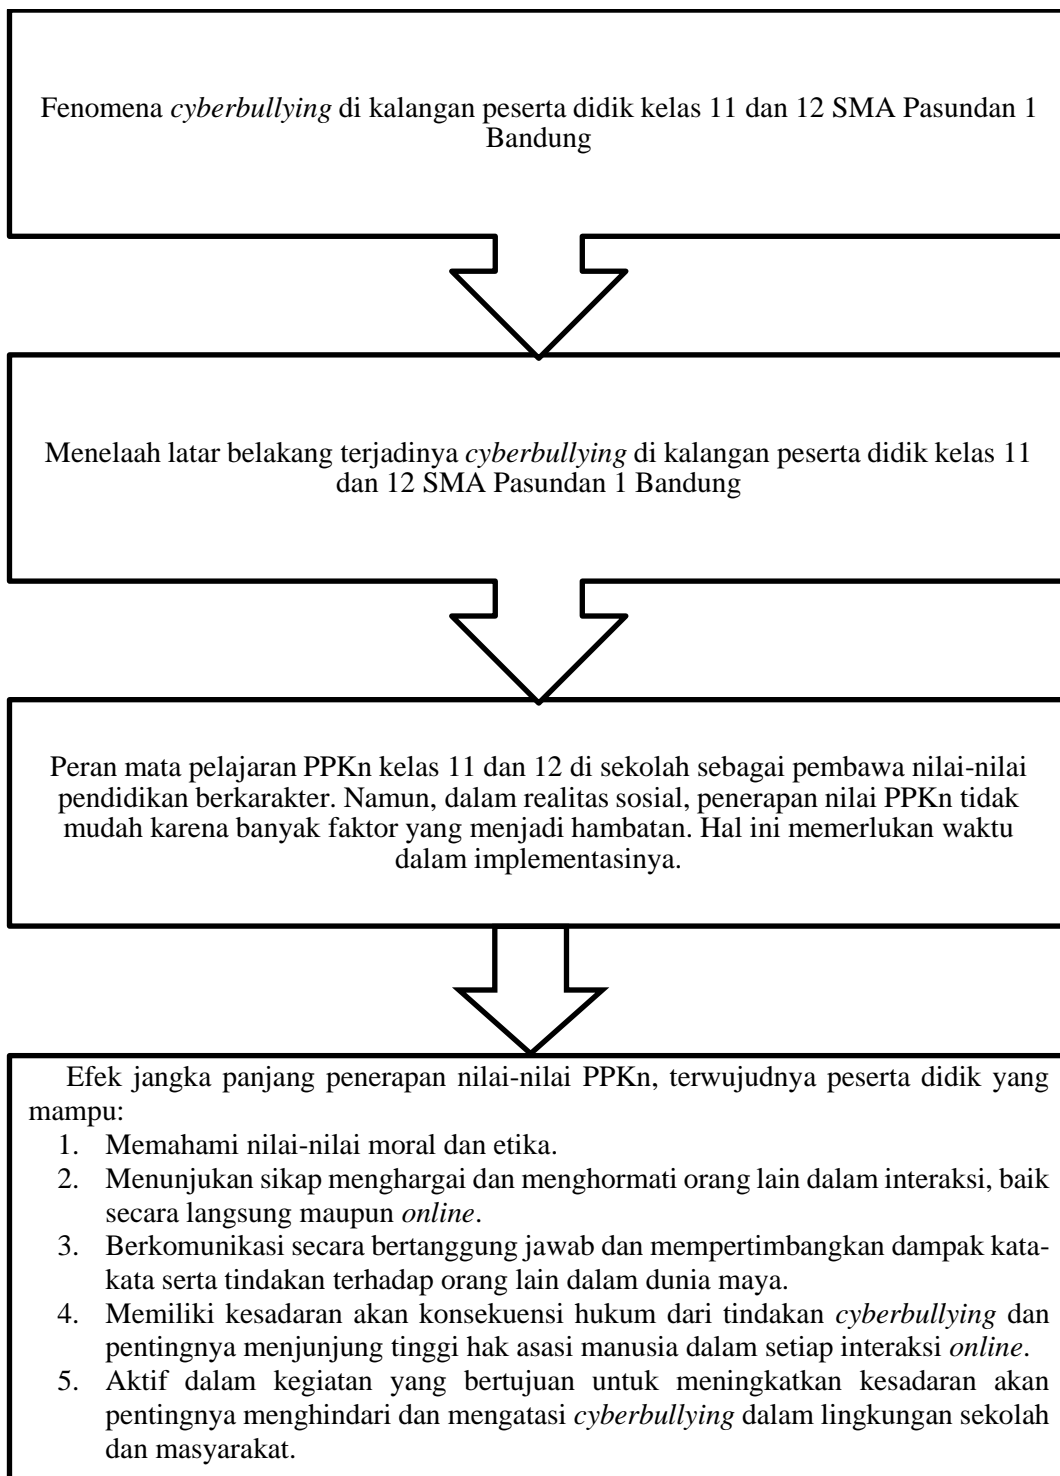 Fenomena cyberbullying di kalangan peserta didik kelas 11 dan 12 SMA Pasundan 1
Bandung
Menelaah latar belakang terjadinya cyberbullying di kalangan peserta didik kelas 11
dan 12 SMA Pasundan 1 Bandung
Peran mata pelajaran PPKn kelas 11 dan 12 di sekolah sebagai pembawa nilai-nilai
pendidikan berkarakter. Namun, dalam realitas sosial, penerapan nilai PPKn tidak
mudah karena banyak faktor yang menjadi hambatan. Hal ini memerlukan waktu
dalam implementasinya.
Efek jangka panjang penerapan nilai-nilai PPKn, terwujudnya peserta didik yang
mampu:
1. Memahami nilai-nilai moral dan etika.
2. Menunjukan sikap menghargai dan menghormati orang lain dalam interaksi, baik
secara langsung maupun online.
3. Berkomunikasi secara bertanggung jawab dan mempertimbangkan dampak kata-
kata serta tindakan terhadap orang lain dalam dunia maya.
4. Memiliki kesadaran akan konsekuensi hukum dari tindakan cyberbullying dan
pentingnya menjunjung tinggi hak asasi manusia dalam setiap interaksi online.
5. Aktif dalam kegiatan yang bertujuan untuk meningkatkan kesadaran akan
pentingnya menghindari dan mengatasi cyberbullying dalam lingkungan sekolah
dan masyarakat.